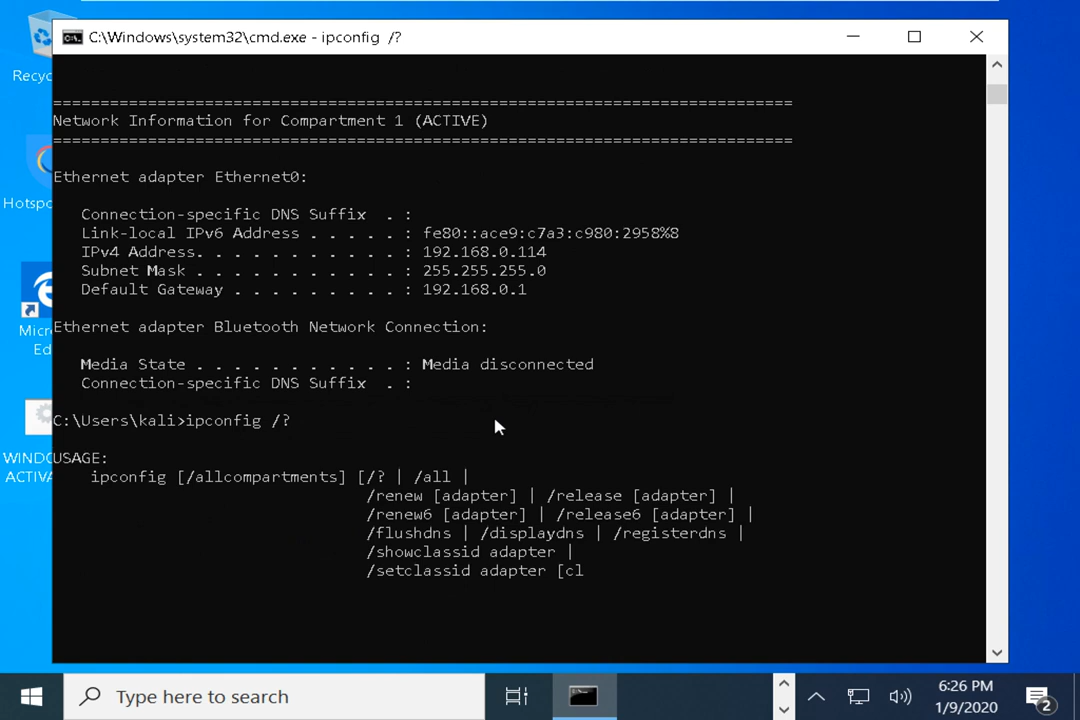 C:\Windows\system32\cmd.exe - ipconfig /?
Recyc
Hotspo
Micr
Ed
WINDO
ACTIVA
===============================================================================
Network Information for Compartment 1 (ACTIVE)
===============================================================================
Ethernet adapter Ethernet0:
Connection-specific DNS Suffix . :
Link-local IPv6 Address . . . . . : fe80::ace9:c7a3:c980:2958%8
IPv4 Address. . . . . . . . . . . : 192.168.0.114
Subnet Mask . . . . . . . . . . . : 255.255.255.0
Default Gateway . . . . . . . . . : 192.168.0.1
Ethernet adapter Bluetooth Network Connection:
Media State . . . . . . . . . . . : Media disconnected
Connection-specific DNS Suffix . :
C:\Users\kali>ipconfig /?
USAGE:
ipconfig [/allcompartments] [/? | /all |
/renew [adapter] | /release [adapter] |
/renew6 [adapter] | /release6 [adapter] |
/flushdns | /displaydns | /registerdns |
/showclassid adapter |
/setclassid adapter [cl
Type here to search
6:26 PM
1/9/2020
2